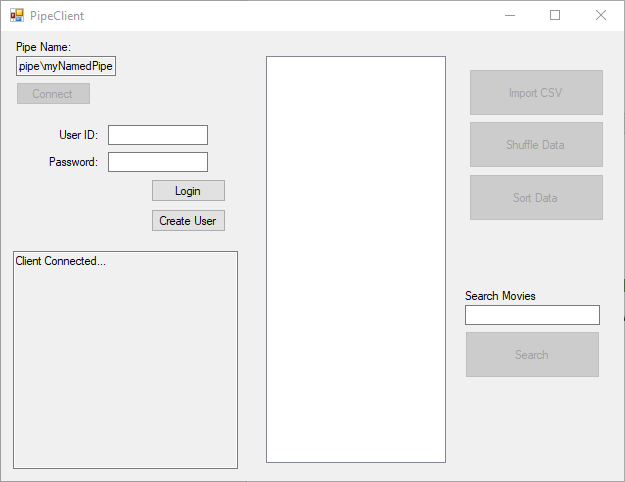 PipeClient
Pipe Name:
pipe\myNamedPipe
Connect
User ID:
Password:
Login
Create User
Client Connected...
Import CSV
Shuffle Data
Sort Data
Search Movies
Search